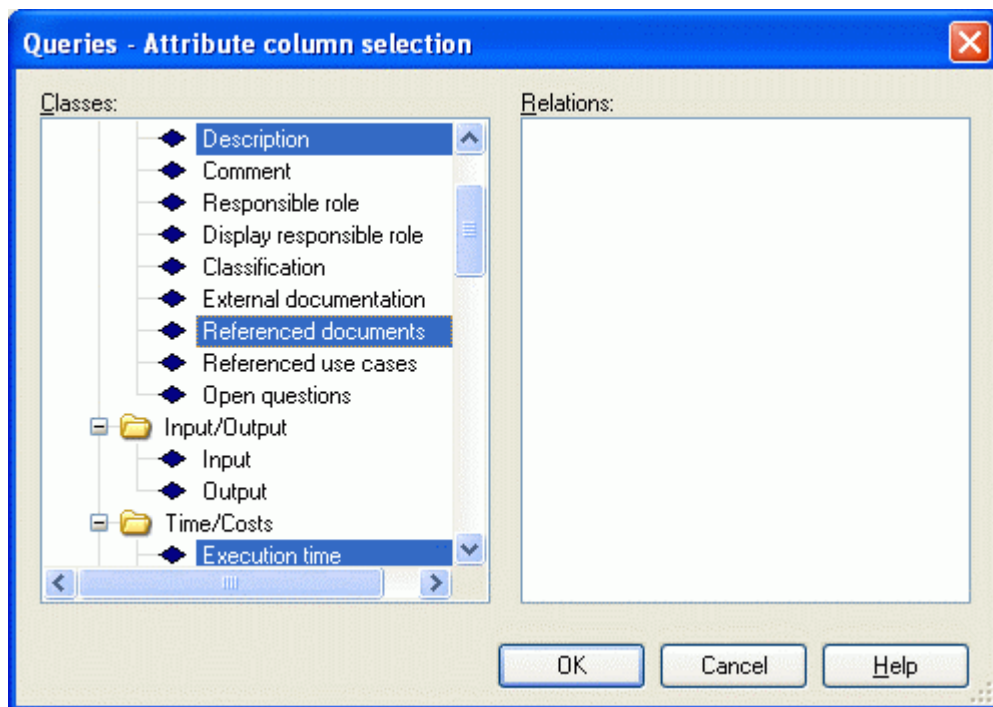 Queries - Attribute column selection
Classes:
Relations:
Description
Comment
Responsible role
Display responsible role
Classification
External documentation
Referenced documents
Referenced use cases
Open questions
Input/Output
Input
Output
Time/Costs
Execution time
OK
Cancel
Help